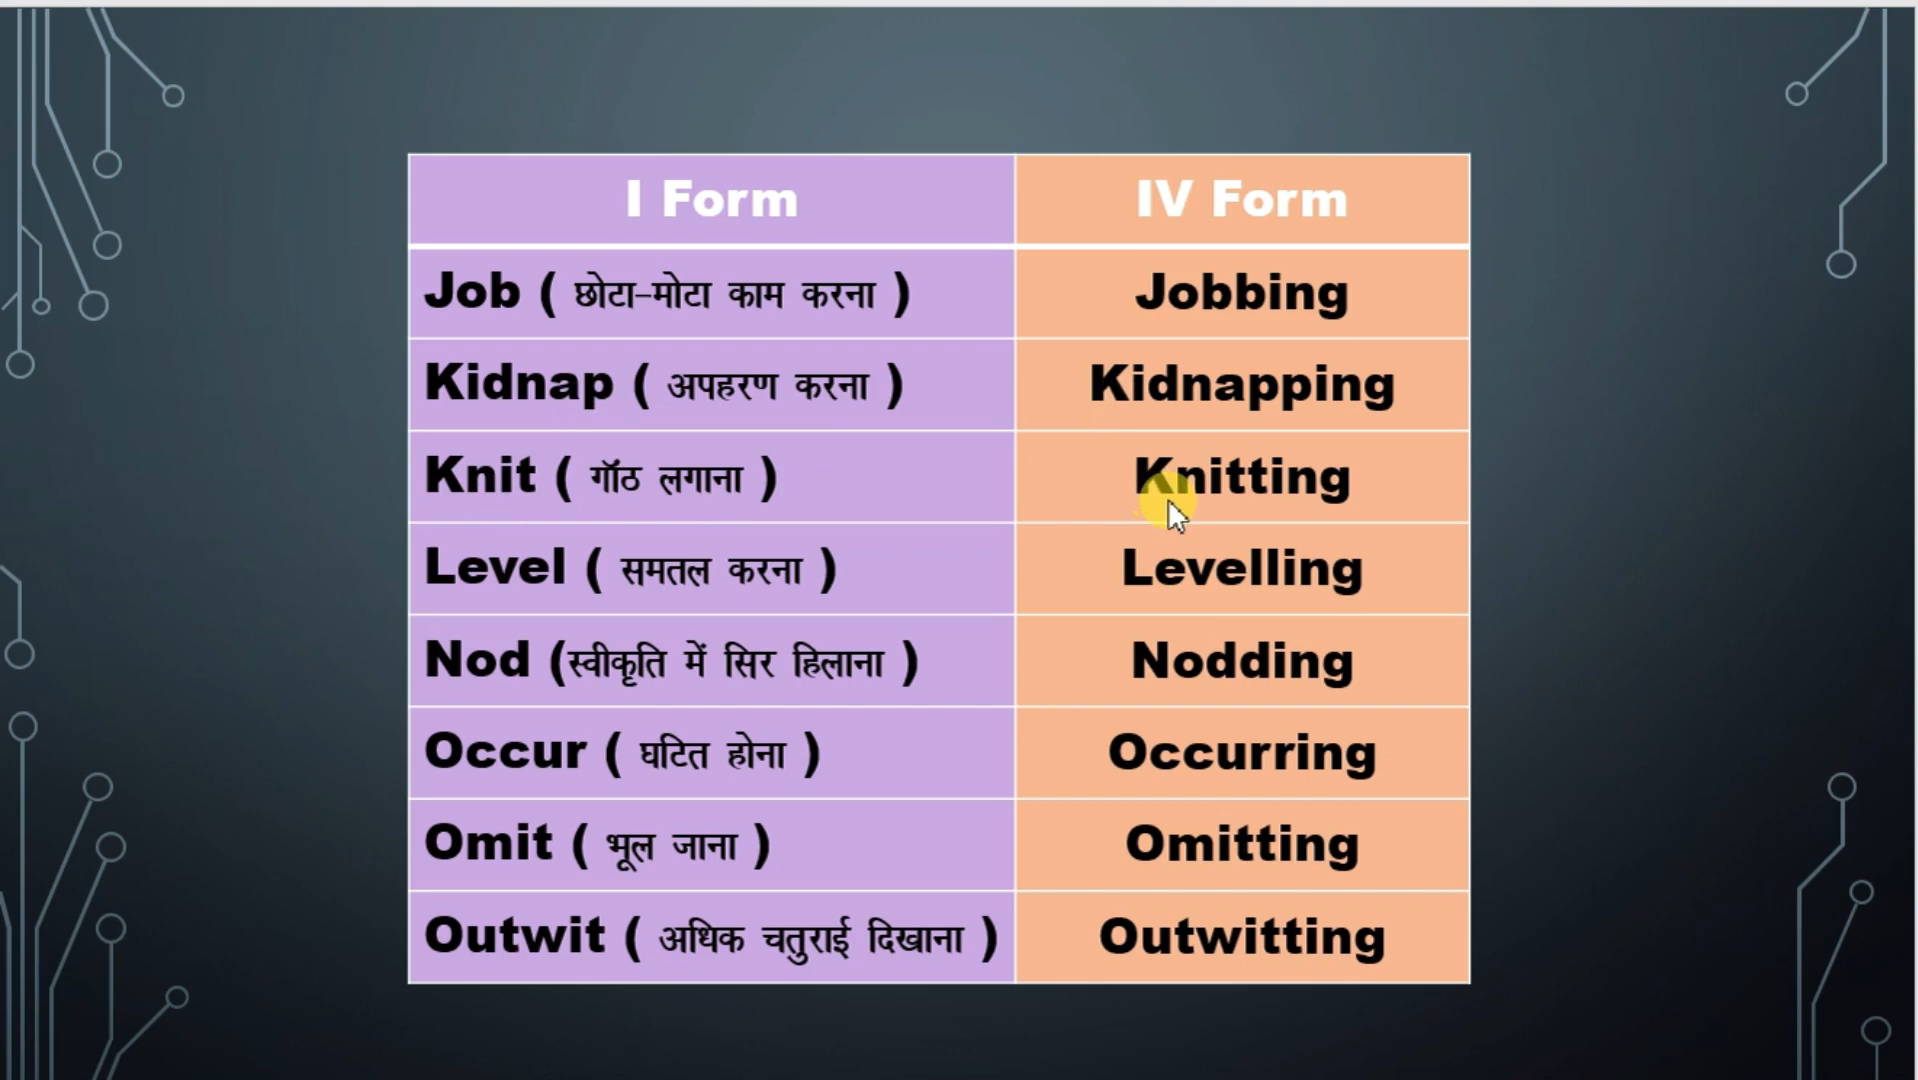 I Form IV Form
Job ( छोटा-मोटा काम करना ) Jobbing
Kidnap ( अपहरण करना ) Kidnapping
Knit ( गॉठ लगाना ) Knitting
Level ( समतल करना ) Levelling
Nod (स्वीकृति में सिर हिलाना ) Nodding
Occur ( घटित होना ) Occurring
Omit ( भूल जाना ) Omitting
Outwit ( अधिक चतुराई दिखाना ) Outwitting